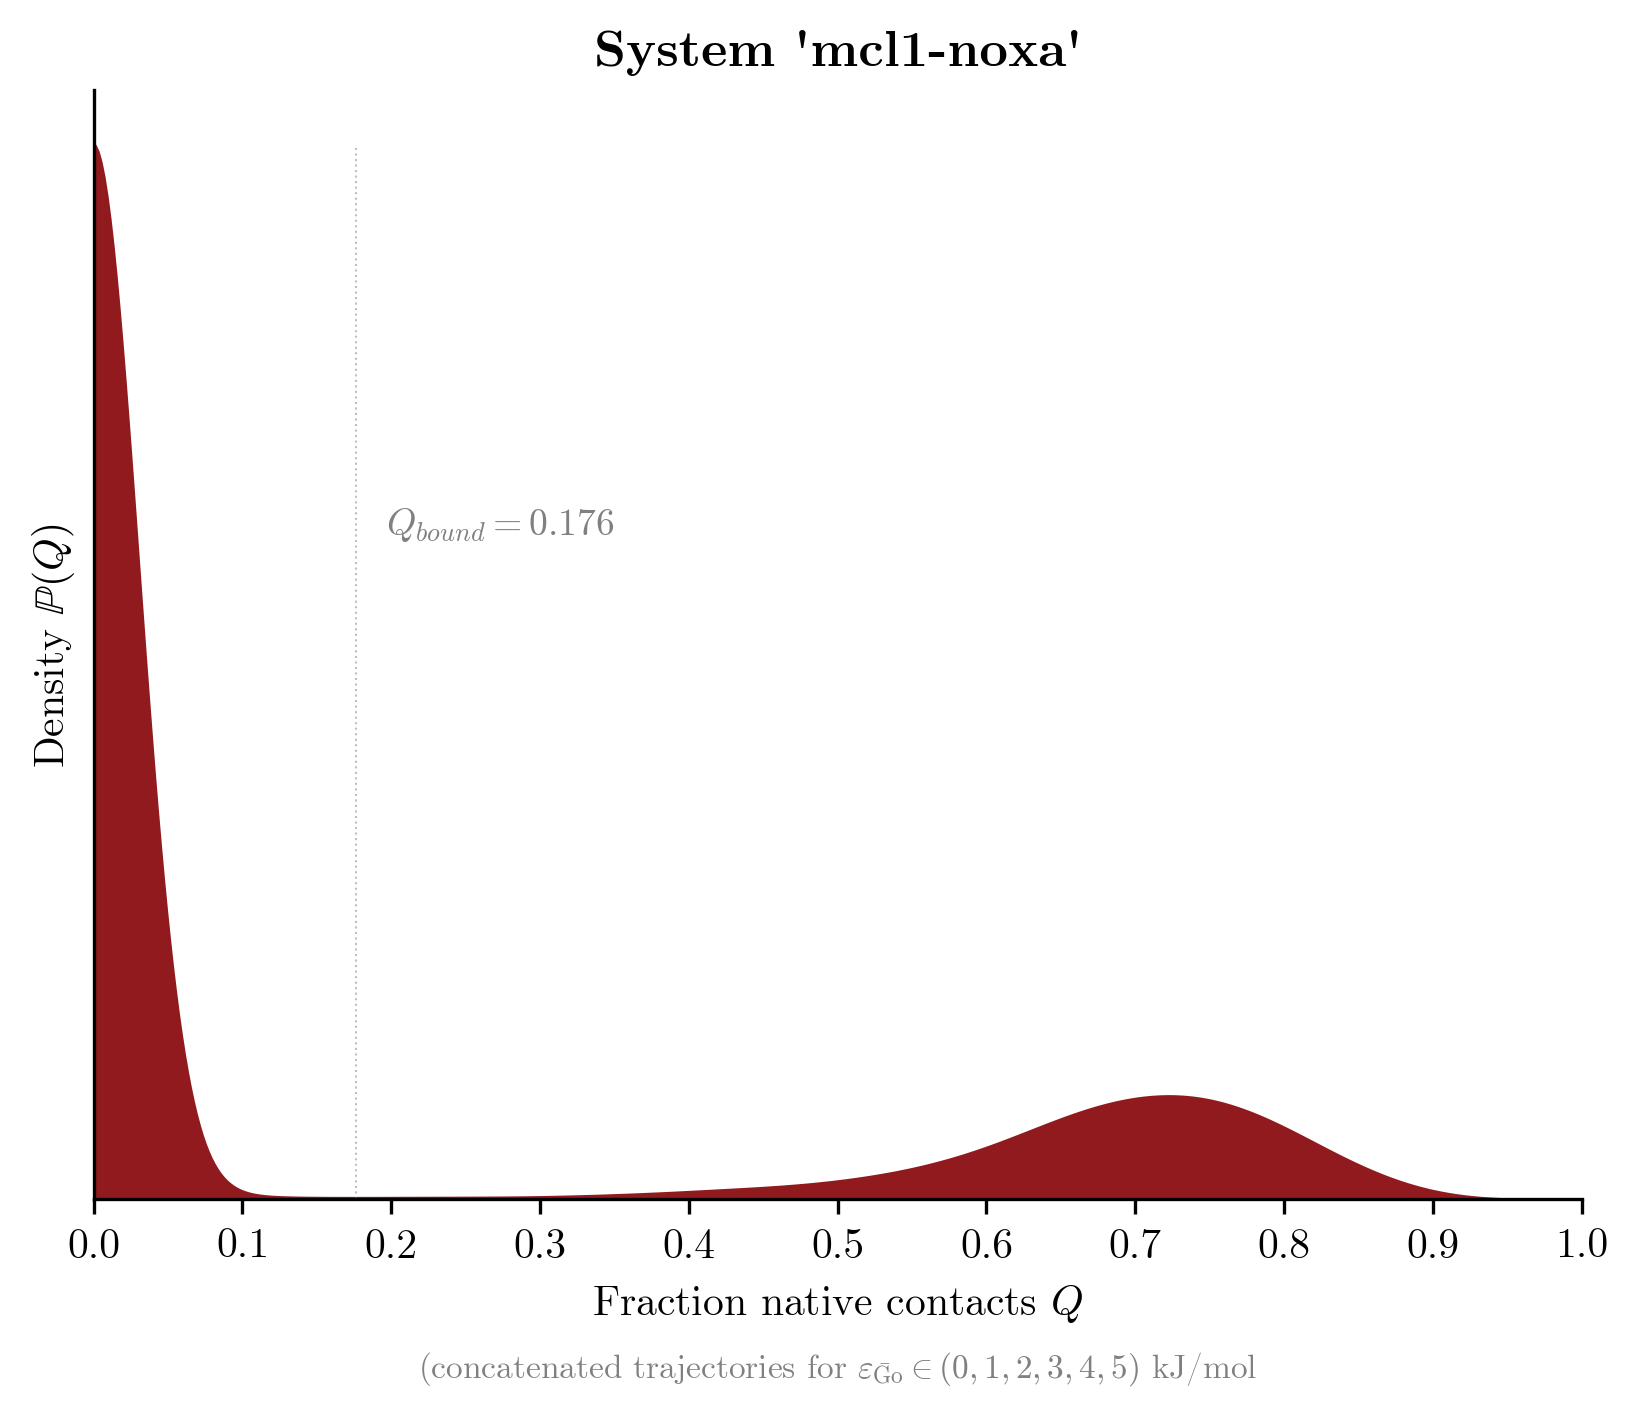 System 'mcl1-noxa'
Density ℙ(Q)
Q_bound = 0.176
0.0 0.1 0.2 0.3 0.4 0.5 0.6 0.7 0.8 0.9 1.0
Fraction native contacts Q
(concatenated trajectories for ε_Ḡo ∈ (0, 1, 2, 3, 4, 5) kJ/mol